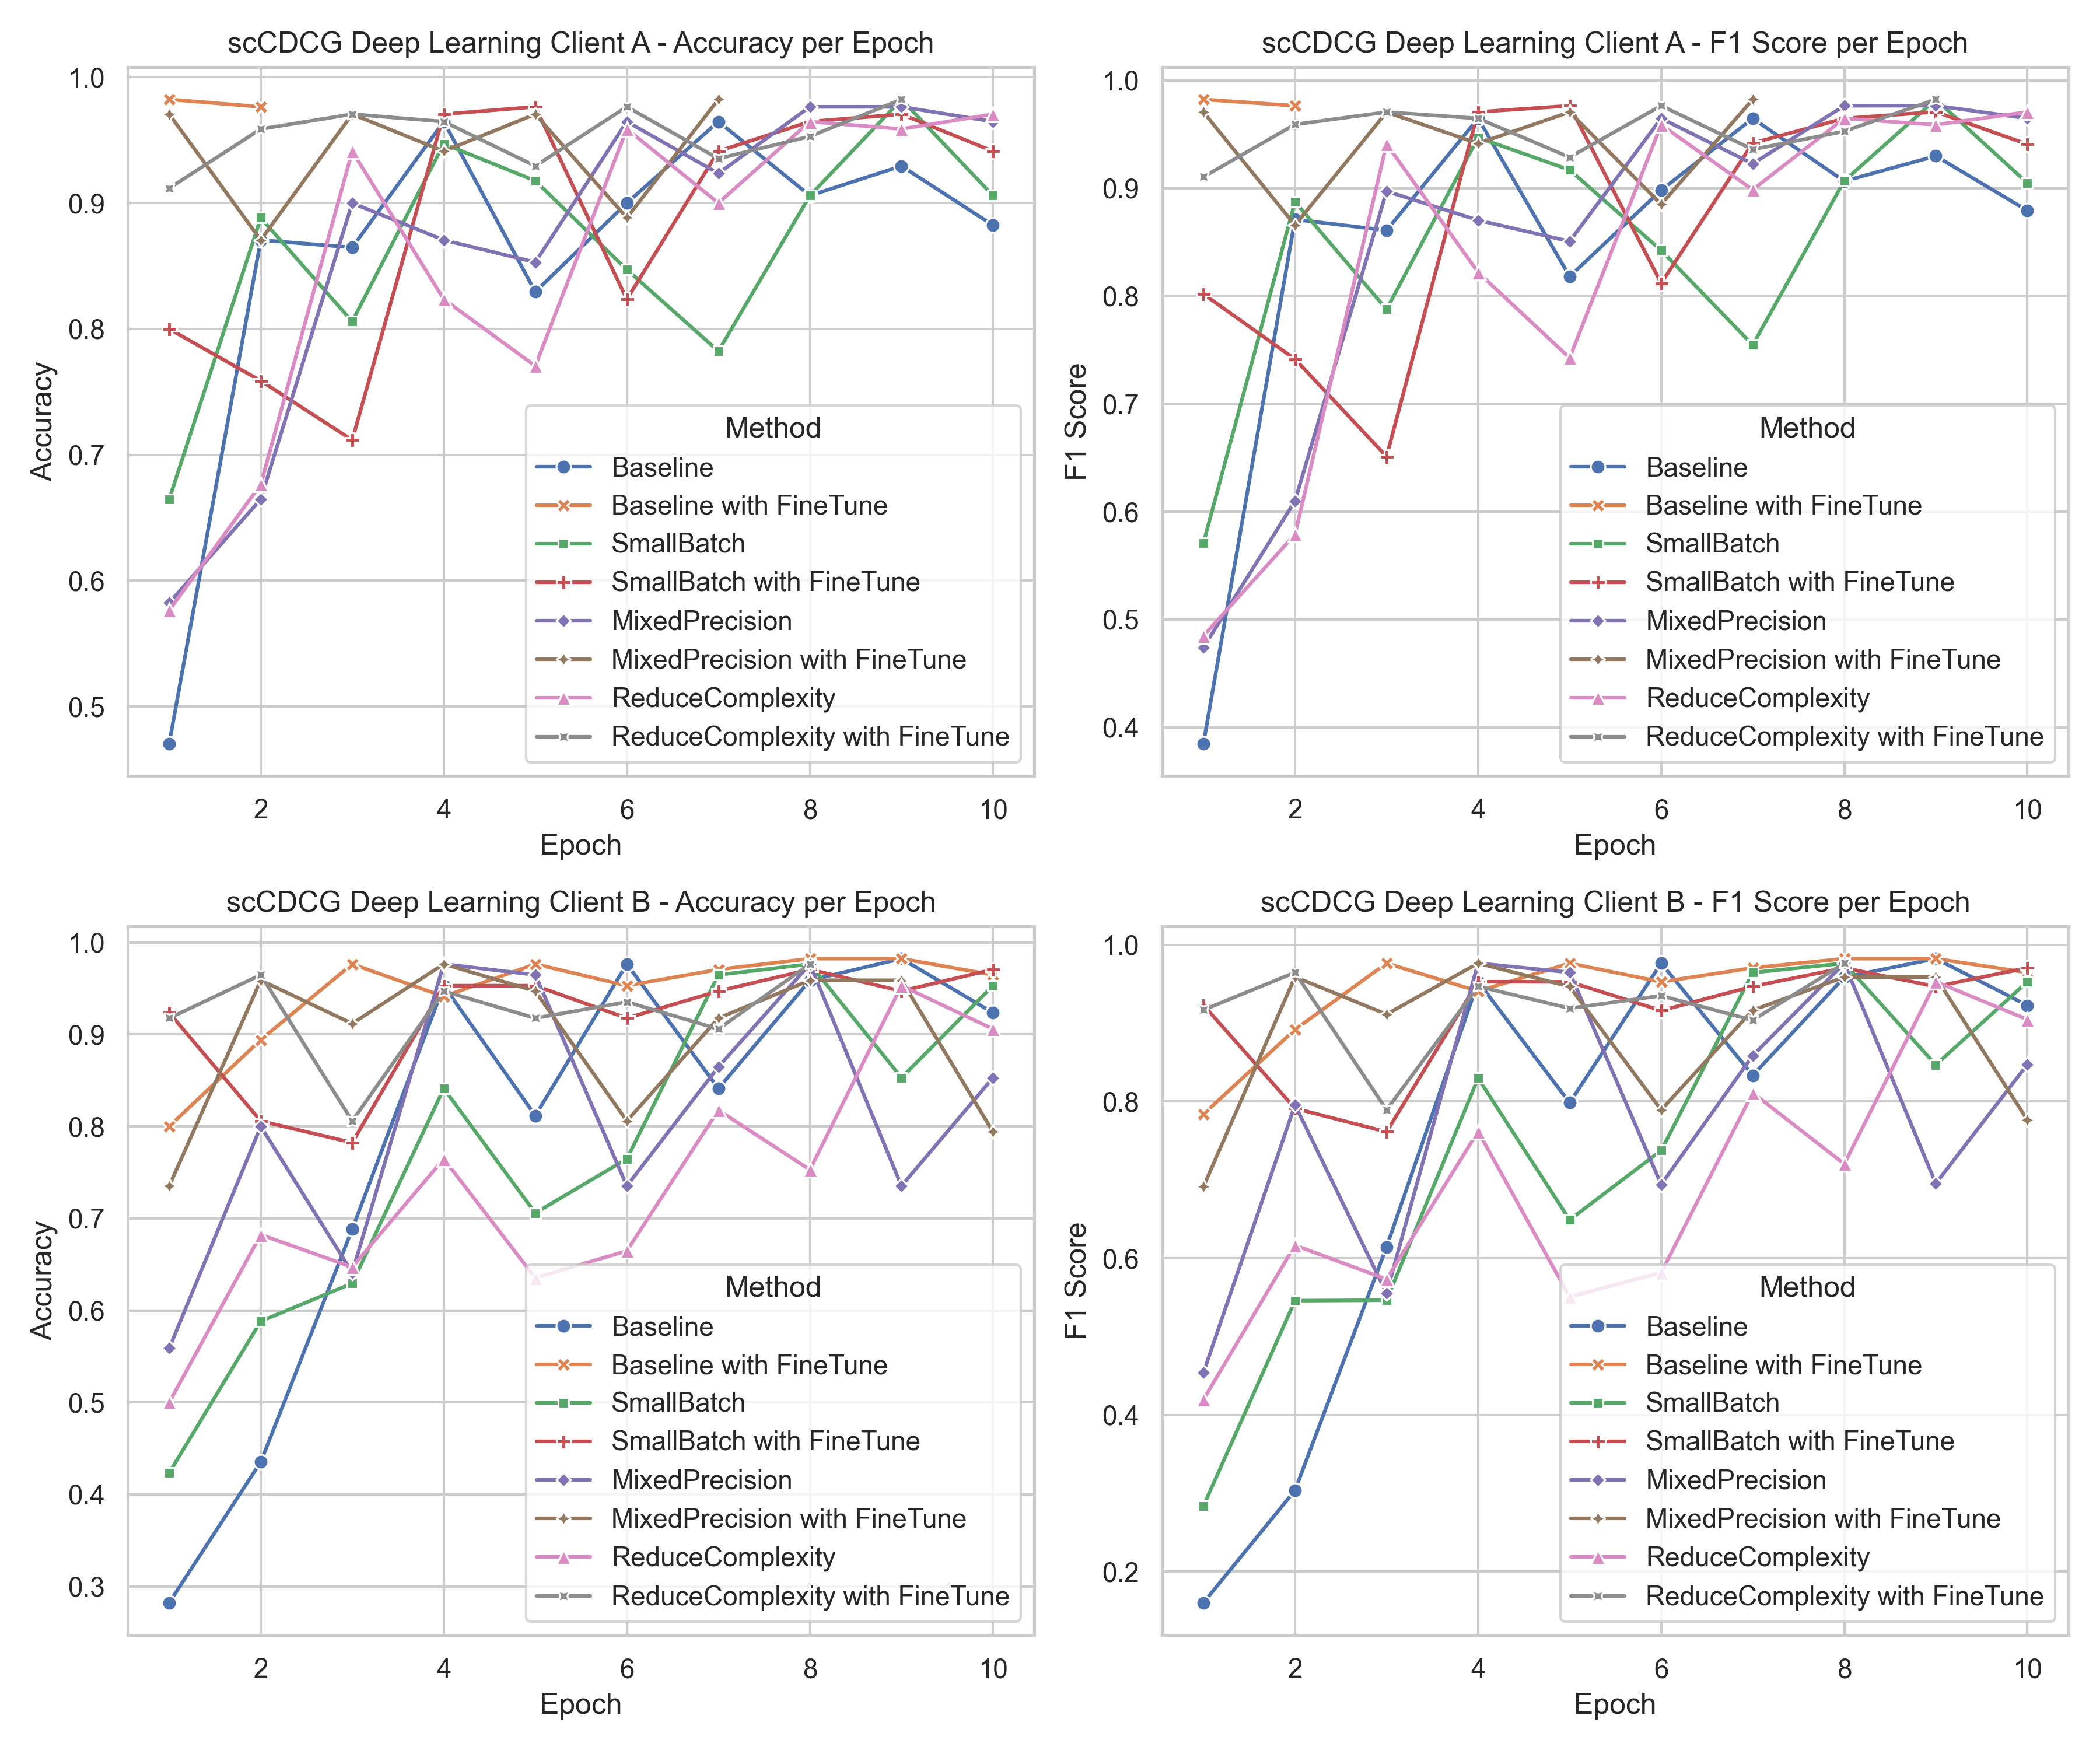 scCDCG Deep Learning Client A - Accuracy per Epoch
1.0
0.9
0.8
0.7
0.6
0.5
Accuracy
Method
Baseline
Baseline with FineTune
SmallBatch
SmallBatch with FineTune
MixedPrecision
MixedPrecision with FineTune
ReduceComplexity
ReduceComplexity with FineTune
2 4 6 8 10
Epoch
scCDCG Deep Learning Client A - F1 Score per Epoch
1.0
0.9
0.8
0.7
0.6
0.5
0.4
F1 Score
Method
Baseline
Baseline with FineTune
SmallBatch
SmallBatch with FineTune
MixedPrecision
MixedPrecision with FineTune
ReduceComplexity
ReduceComplexity with FineTune
2 4 6 8 10
Epoch
scCDCG Deep Learning Client B - Accuracy per Epoch
1.0
0.9
0.8
0.7
0.6
0.5
0.4
0.3
Accuracy
Method
Baseline
Baseline with FineTune
SmallBatch
SmallBatch with FineTune
MixedPrecision
MixedPrecision with FineTune
ReduceComplexity
ReduceComplexity with FineTune
2 4 6 8 10
Epoch
scCDCG Deep Learning Client B - F1 Score per Epoch
1.0
0.8
0.6
0.4
0.2
F1 Score
Method
Baseline
Baseline with FineTune
SmallBatch
SmallBatch with FineTune
MixedPrecision
MixedPrecision with FineTune
ReduceComplexity
ReduceComplexity with FineTune
2 4 6 8 10
Epoch